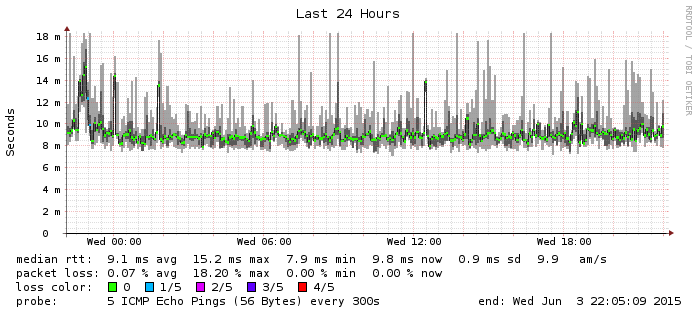 Last 24 Hours
RRDTOOL / TOBI OETIKER
Seconds
18 m
16 m
14 m
12 m
10 m
8 m
6 m
4 m
2 m
0
Wed 00:00 Wed 06:00 Wed 12:00 Wed 18:00
median rtt: 9.1 ms avg 15.2 ms max 7.9 ms min 9.8 ms now 0.9 ms sd 9.9 am/s
packet loss: 0.07 % avg 18.20 % max 0.00 % min 0.00 % now
loss color: 0 1/5 2/5 3/5 4/5
probe: 5 ICMP Echo Pings (56 Bytes) every 300s end: Wed Jun 3 22:05:09 2015